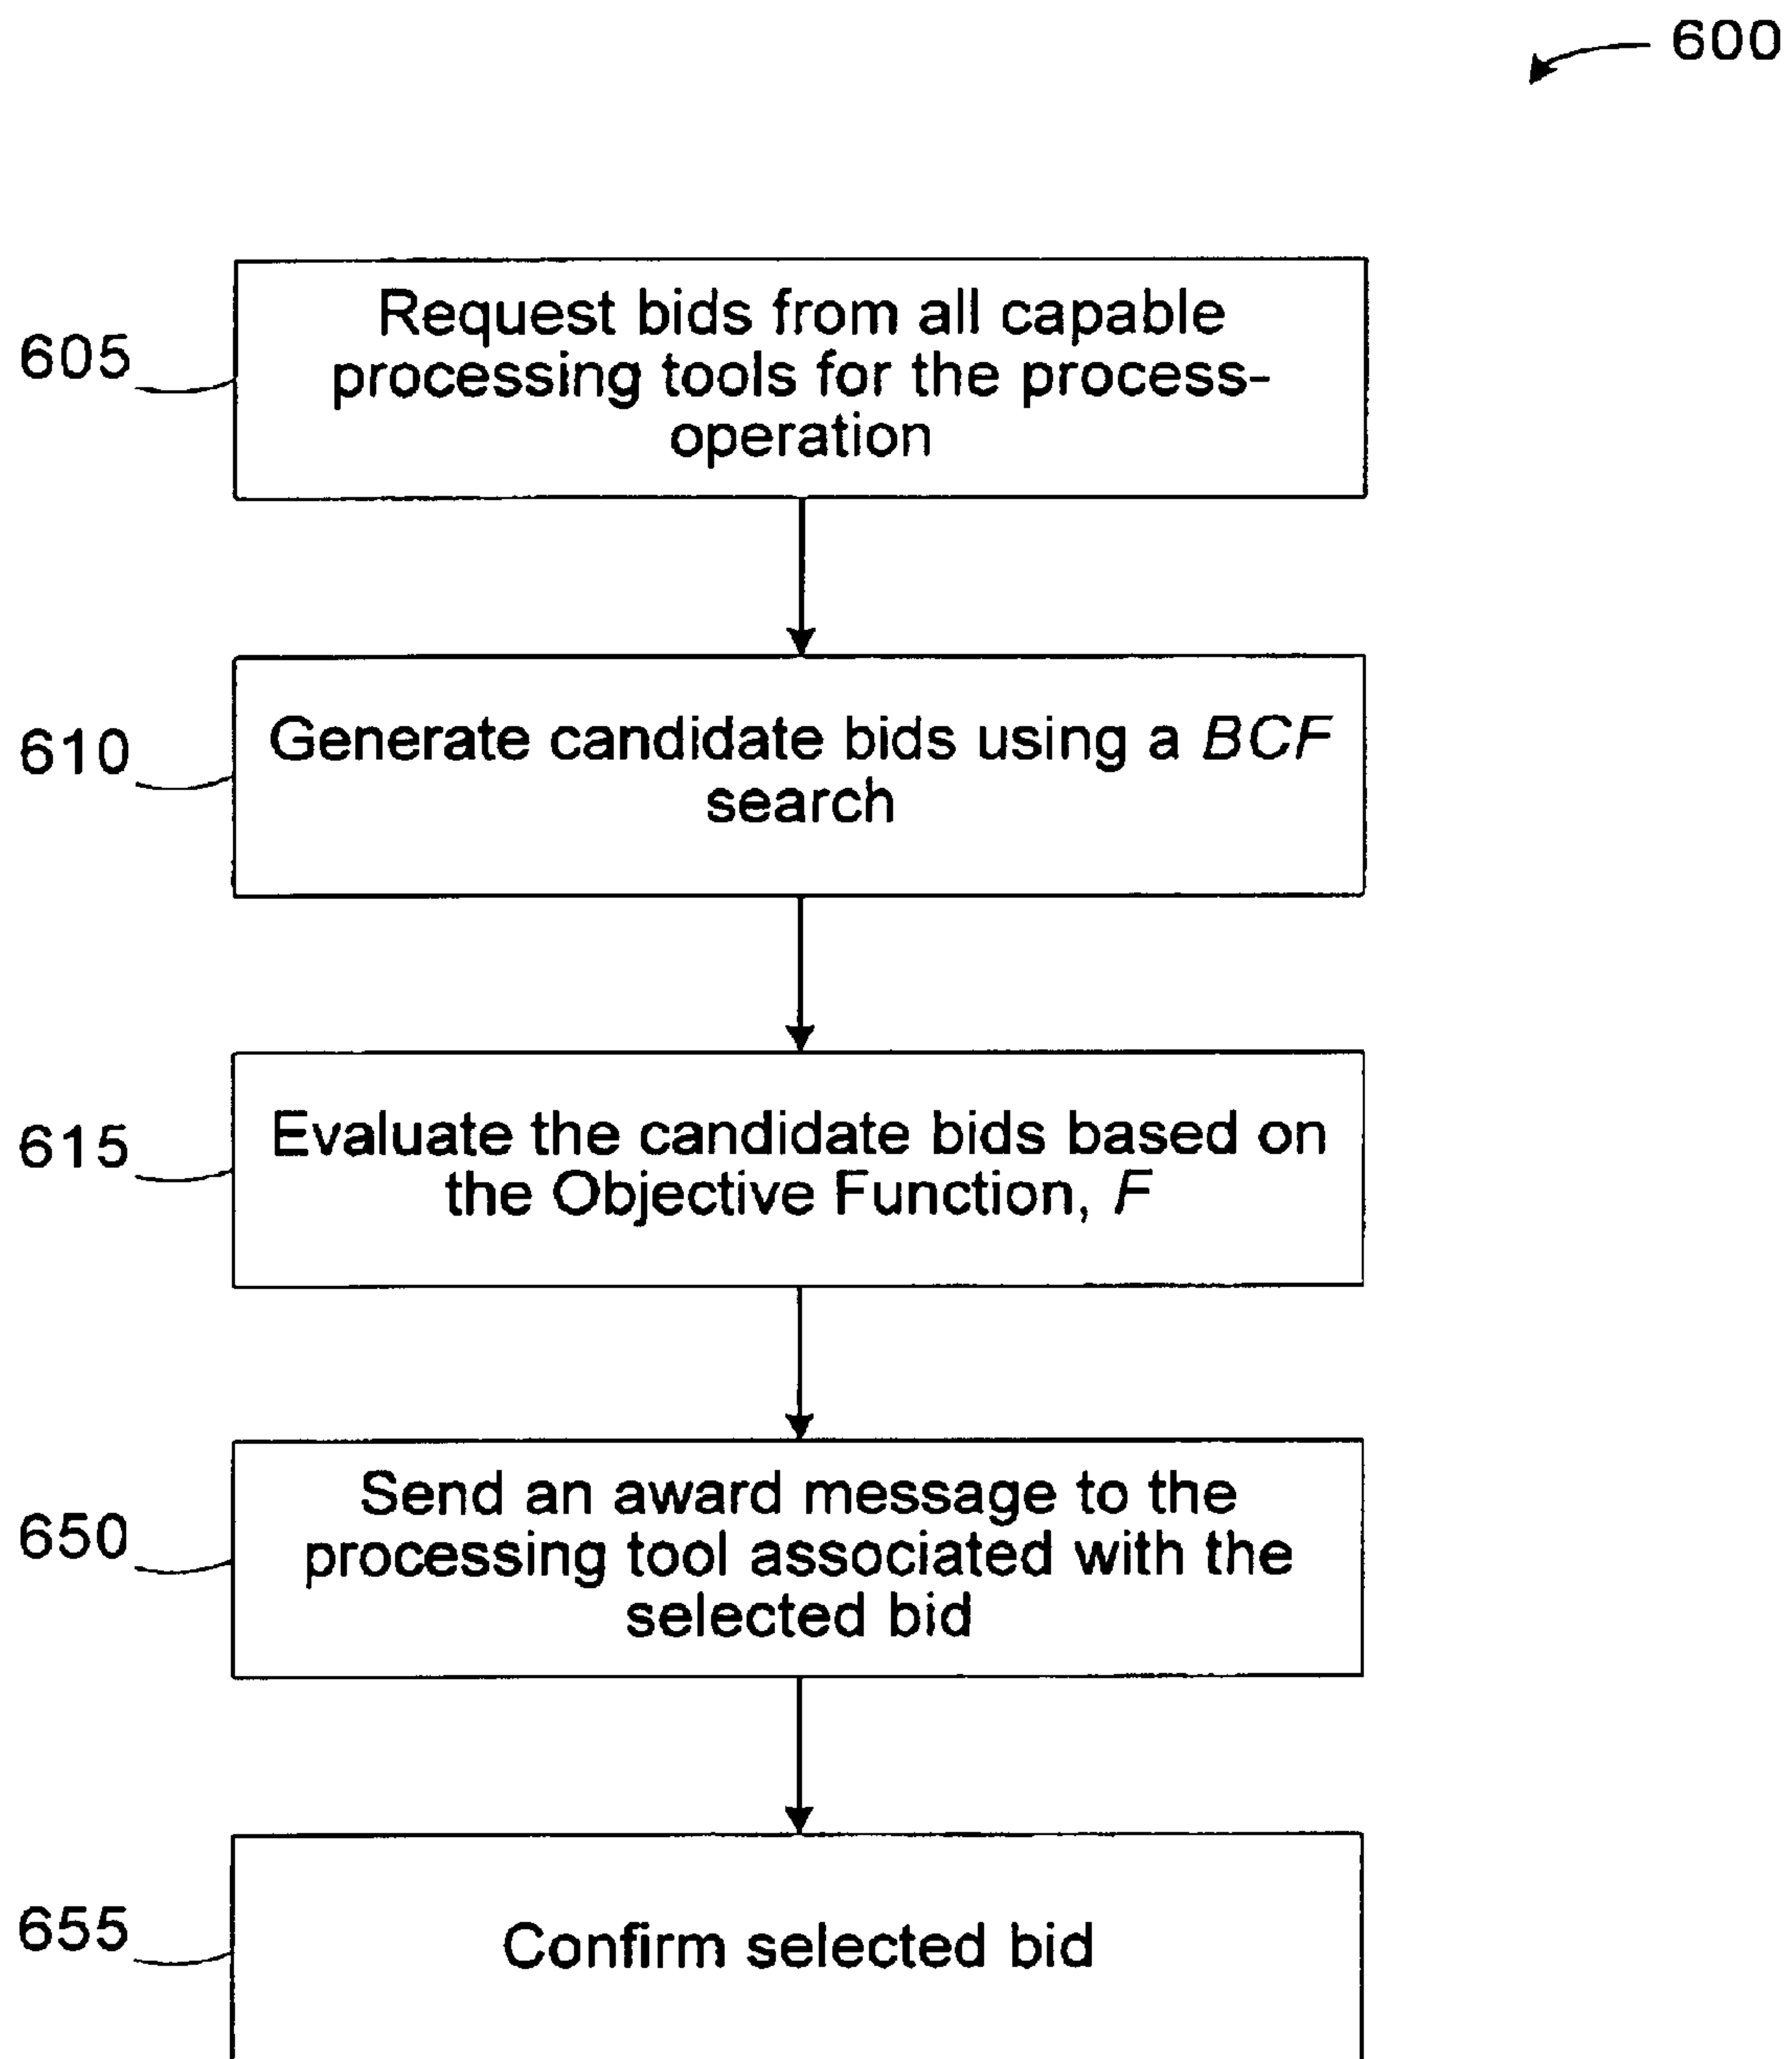 600
605
Request bids from all capable
processing tools for the process-
operation
610
Generate candidate bids using a BCF
search
615
Evaluate the candidate bids based on
the Objective Function, F
650
Send an award message to the
processing tool associated with the
selected bid
655
Confirm selected bid